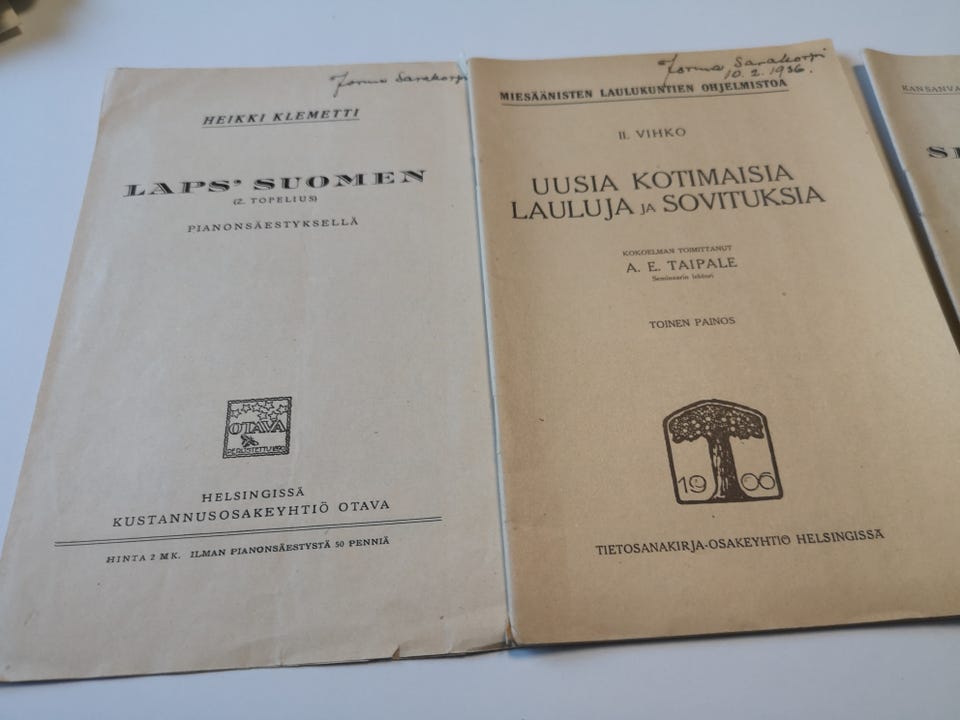 Jorma Sarakorpi
HEIKKI KLEMETTI
LAPS' SUOMEN
(Z. TOPELIUS)
PIANONSÄESTYKSELLÄ
OTAVA
PERUSTETTU 1890
HELSINGISSÄ
KUSTANNUSOSAKEYHTIÖ OTAVA
HINTA 2 MK. ILMAN PIANONSÄESTYSTÄ 50 PENNIÄ
Jorma Sarakorpi
10.2.1936.
MIESÄÄNISTEN LAULUKUNTIEN OHJELMISTOA
II. VIHKO
UUSIA KOTIMAISIA
LAULUJA JA SOVITUKSIA
KOKOELMAN TOIMITTANUT
A. E. TAIPALE
Seminaarin lehtori
TOINEN PAINOS
19 06
TIETOSANAKIRJA-OSAKEYHTIÖ HELSINGISSÄ